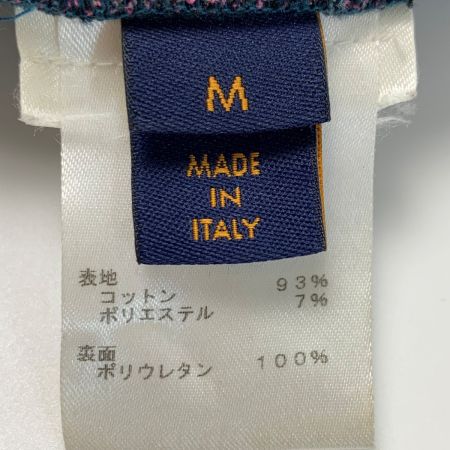 M
MADE
IN
ITALY
表地
コットン 93%
ポリエステル 7%
裏面
ポリウレタン 100%